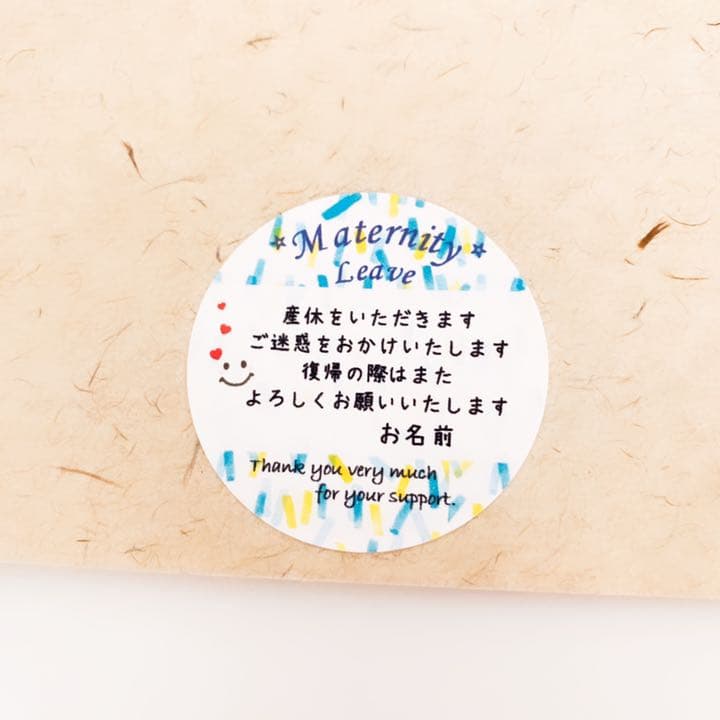 Maternity
Leave
産休をいただきます
ご迷惑をおかけいたします
復帰の際はまた
よろしくお願いいたします
お名前
Thank you very much
for your support.